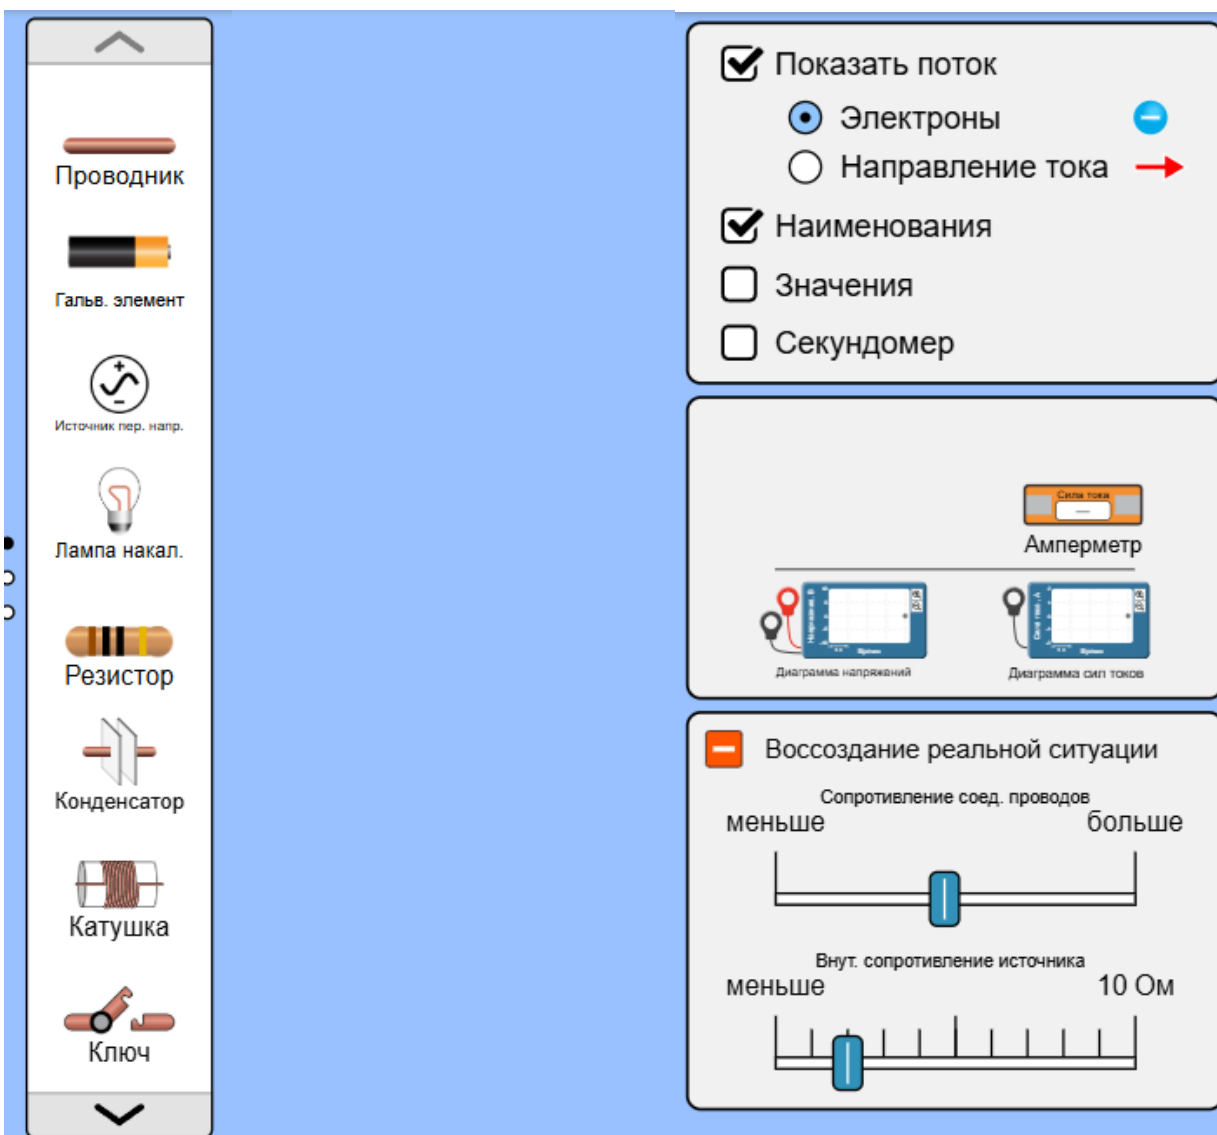 Проводник
Гальв. элемент
Источник пер. напр.
Лампа накал.
Резистор
Конденсатор
Катушка
Ключ
Показать поток
Электроны
Направление тока
Наименования
Значения
Секундомер
Сила тока
Амперметр
Диаграмма напряжений
Диаграмма сил токов
Воссоздание реальной ситуации
Сопротивление соед. проводов
меньше больше
Внут. сопротивление источника
меньше 10 Ом